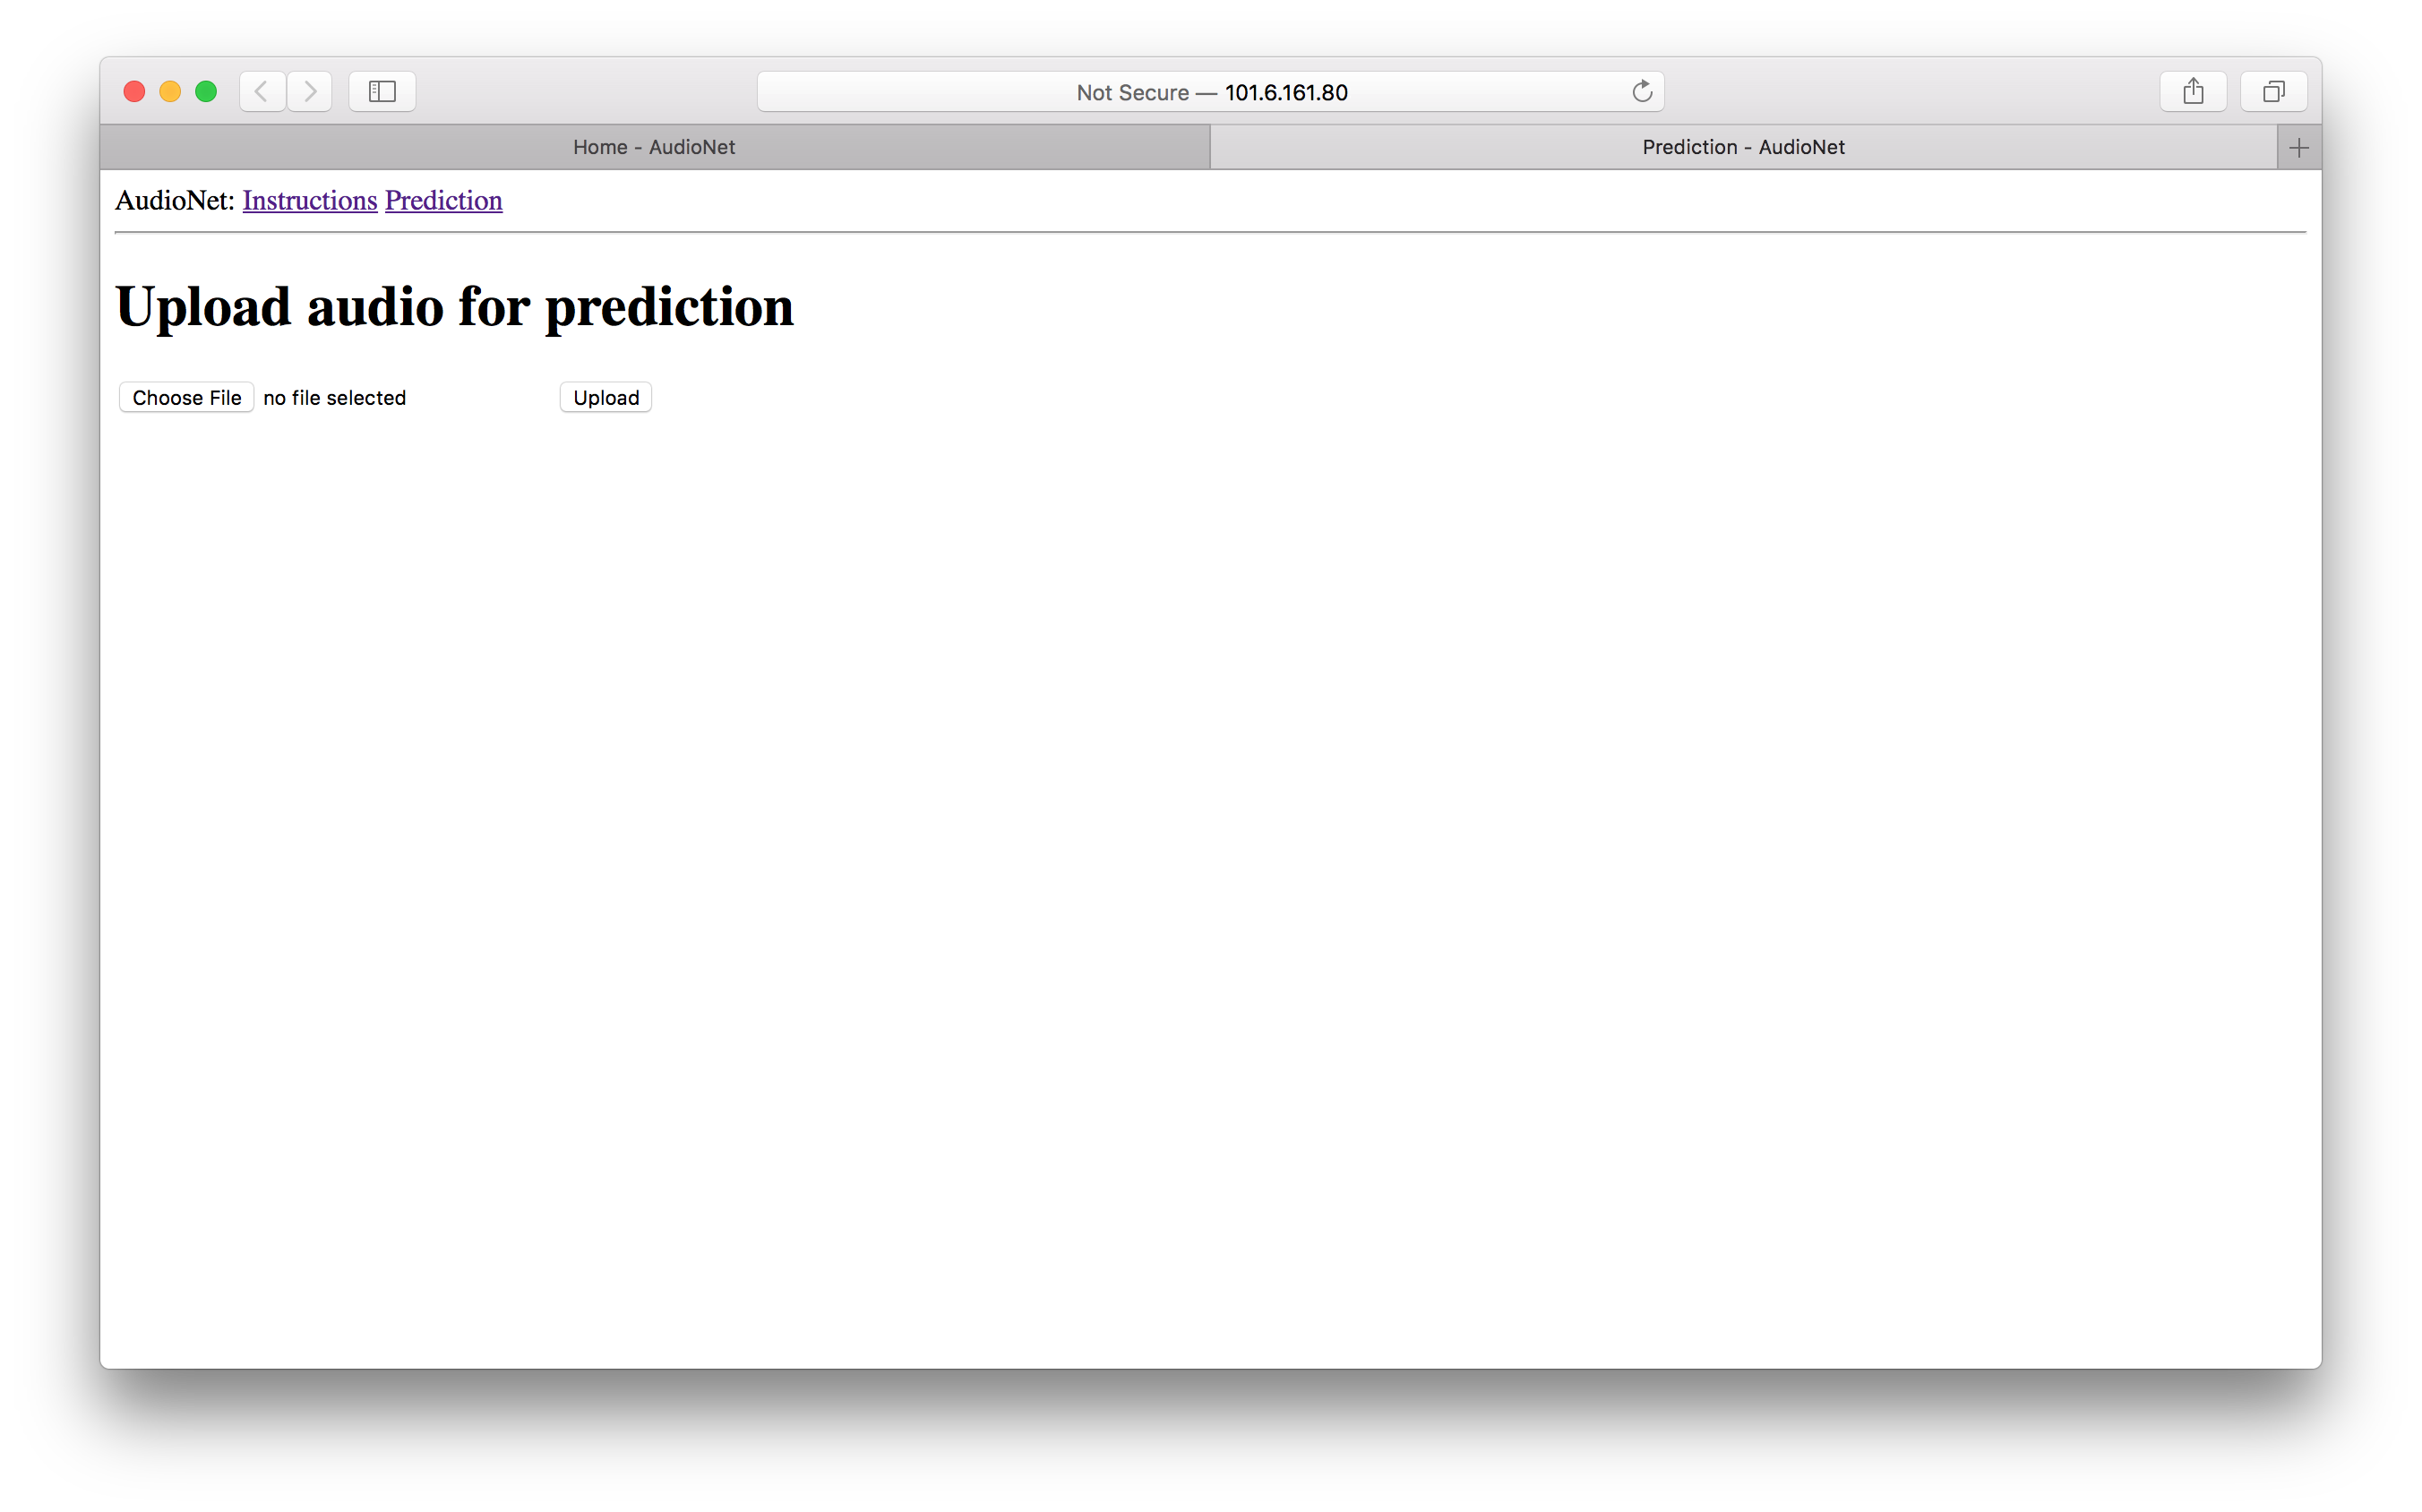 Not Secure — 101.6.161.80
Home - AudioNet
Prediction - AudioNet
AudioNet: Instructions Prediction
Upload audio for prediction
Choose File no file selected Upload